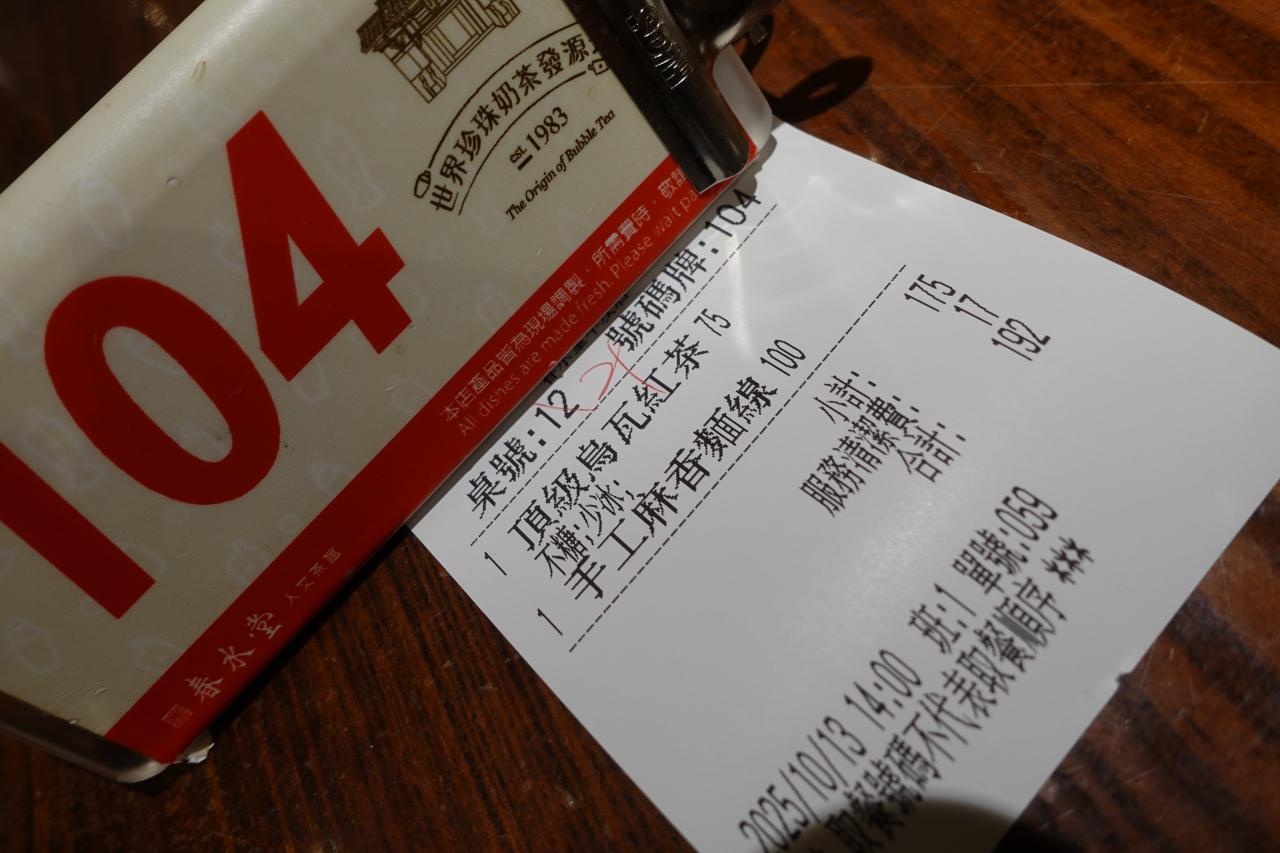 104
世界珍珠奶茶發源
est. 1983
The Origin of Bubble Tea
本店產品皆為現場調製，所需費時，敬請
All dishes are made fresh. Please wait pa
春水堂 人文茶館
桌號:12 號碼牌:104
1 頂級烏瓦紅茶 75
不糖;少冰;
1 手工麻香麵線 100
小計: 175
服務清潔費: 17
合計: 192
2025/10/13 14:00 班:1 單號:059
取餐號碼不代表取餐順序 ***